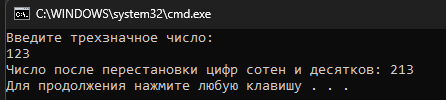 C:\WINDOWS\system32\cmd.exe
Введите трехзначное число:
123
Число после перестановки цифр сотен и десятков: 213
Для продолжения нажмите любую клавишу . . .